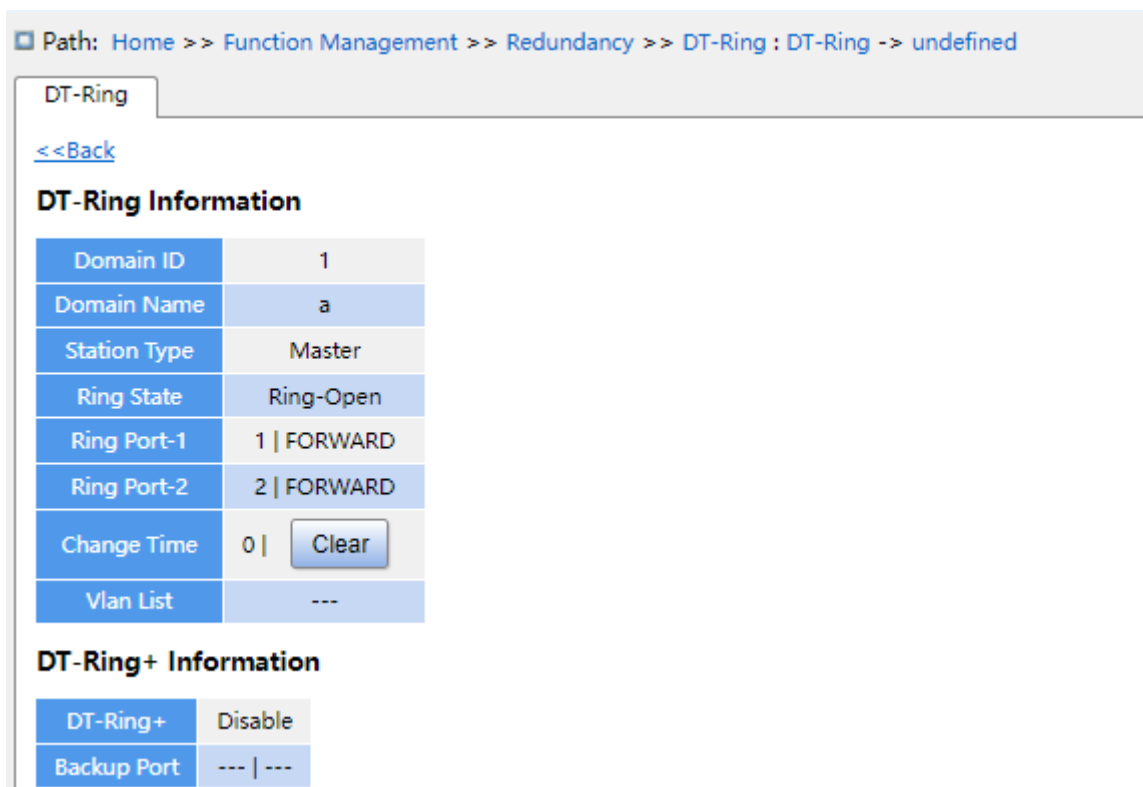 Path: Home >> Function Management >> Redundancy >> DT-Ring : DT-Ring -> undefined
DT-Ring
<<Back
DT-Ring Information
Domain ID 1
Domain Name a
Station Type Master
Ring State Ring-Open
Ring Port-1 1 | FORWARD
Ring Port-2 2 | FORWARD
Change Time 0 | Clear
Vlan List ---
DT-Ring+ Information
DT-Ring+ Disable
Backup Port --- | ---